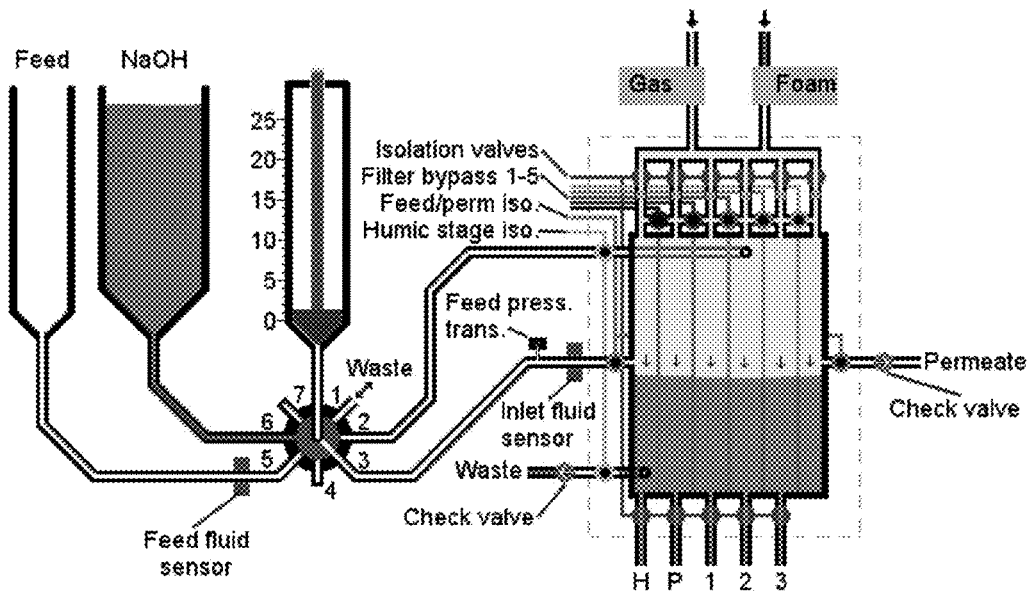 Feed
NaOH
Gas
Foam
25
20
15
10
5
0
Isolation valves
Filter bypass 1-5
Feed/perm iso.
Humic stage iso.
Feed press.
trans.
Waste
7
1
6
2
5
3
4
Inlet fluid
sensor
Permeate
Check valve
Waste
Check valve
Feed fluid
sensor
H P 1 2 3